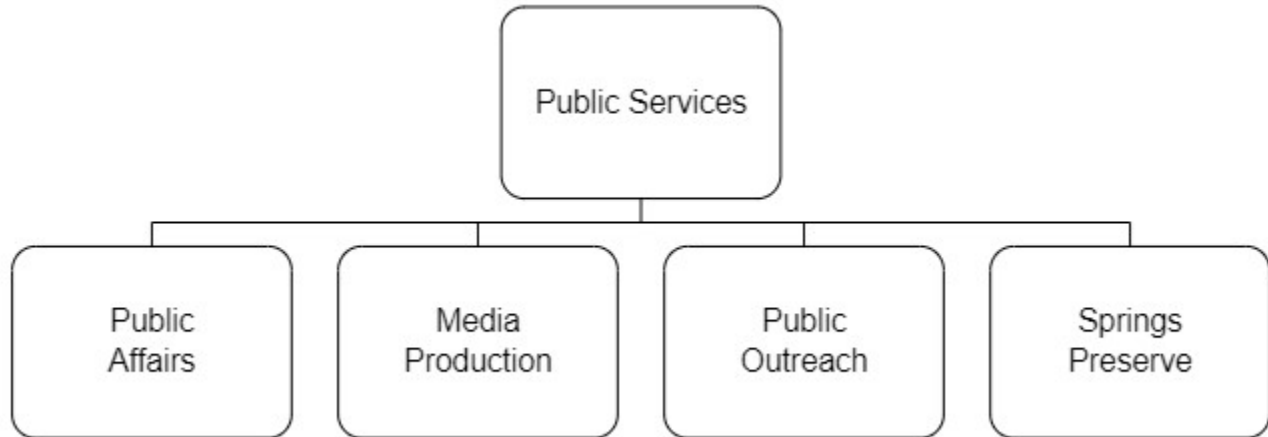 Public Services
Public
Affairs
Media
Production
Public
Outreach
Springs
Preserve